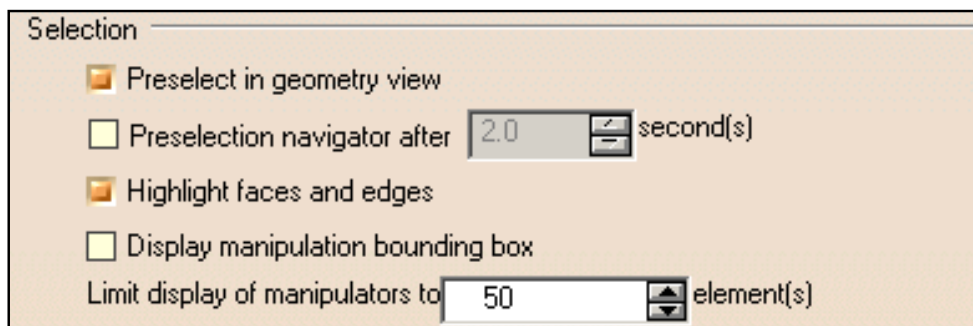 Selection
Preselect in geometry view
Preselection navigator after 2.0 second(s)
Highlight faces and edges
Display manipulation bounding box
Limit display of manipulators to 50 element(s)